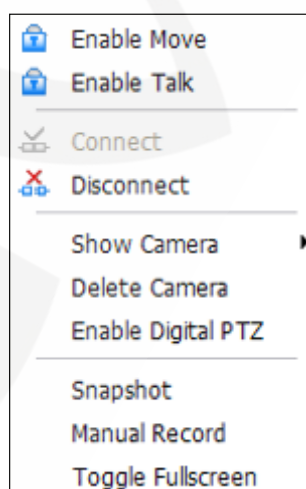 Enable Move
Enable Talk
Connect
Disconnect
Show Camera
Delete Camera
Enable Digital PTZ
Snapshot
Manual Record
Toggle Fullscreen